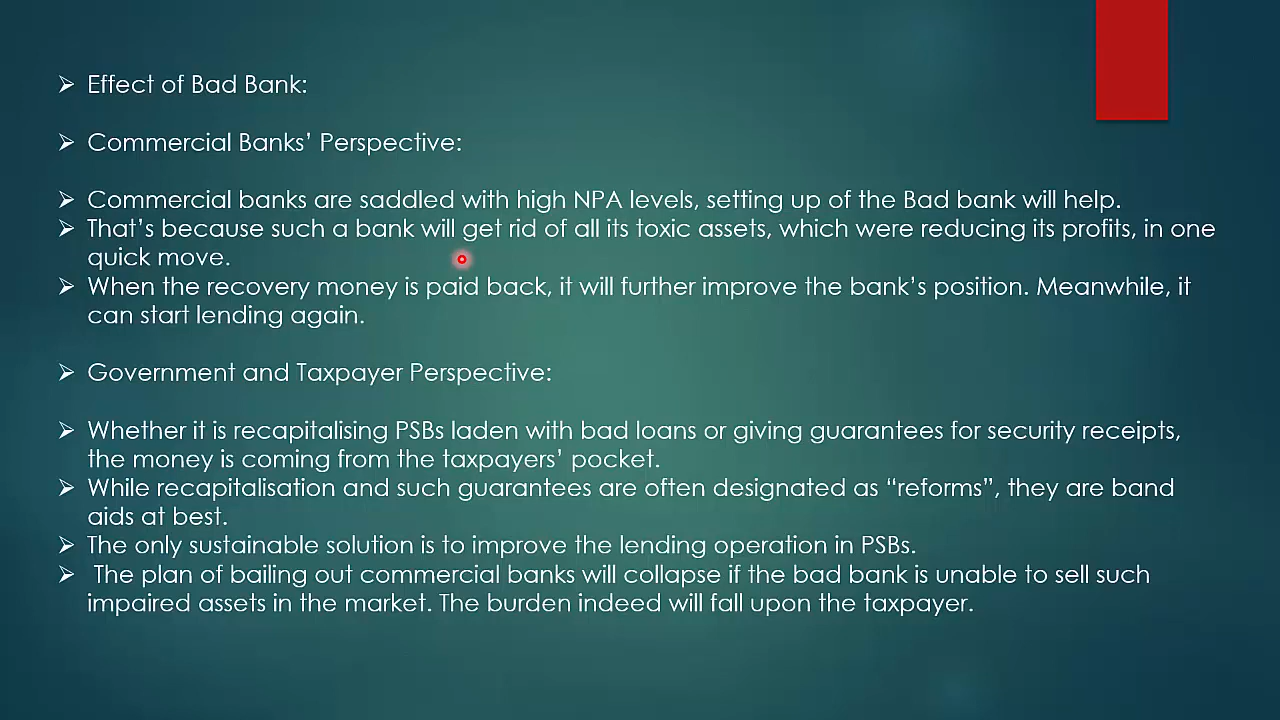 ➢ Effect of Bad Bank:
➢ Commercial Banks' Perspective:
➢ Commercial banks are saddled with high NPA levels, setting up of the Bad bank will help.
➢ That's because such a bank will get rid of all its toxic assets, which were reducing its profits, in one
quick move.
➢ When the recovery money is paid back, it will further improve the bank's position. Meanwhile, it
can start lending again.
➢ Government and Taxpayer Perspective:
➢ Whether it is recapitalising PSBs laden with bad loans or giving guarantees for security receipts,
the money is coming from the taxpayers' pocket.
➢ While recapitalisation and such guarantees are often designated as “reforms”, they are band
aids at best.
➢ The only sustainable solution is to improve the lending operation in PSBs.
➢ The plan of bailing out commercial banks will collapse if the bad bank is unable to sell such
impaired assets in the market. The burden indeed will fall upon the taxpayer.